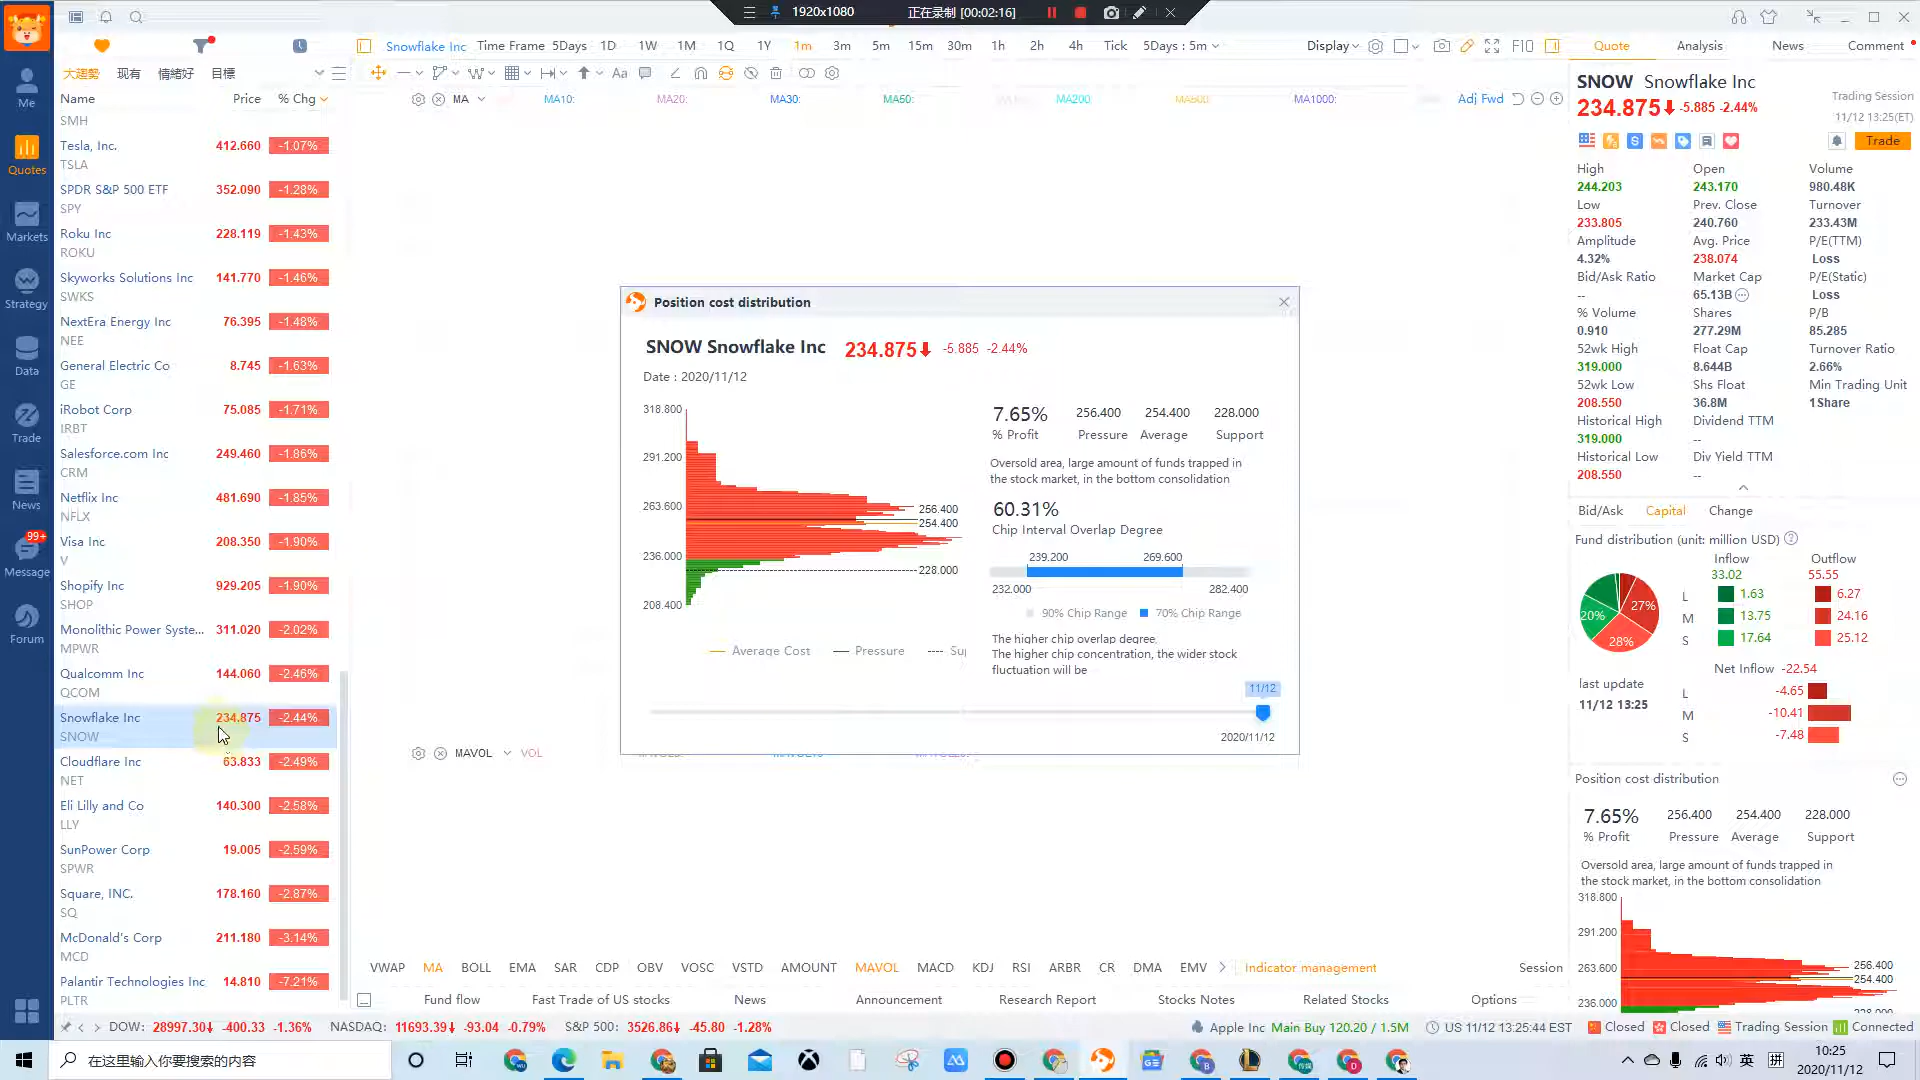 1920x1080 正在录制 [00:02:16]
Snowflake Inc Time Frame 5Days 1D 1W 1M 1Q 1Y 1m 3m 5m 15m 30m 1h 2h 4h Tick 5Days : 5m Display F10 Quote Analysis News Comment
大趨勢 现有 情緒好 目標
Aa
Name Price % Chg
MA MA10: MA20: MA30: MA50: MA200: MA1000: Adj Fwd
SMH
Tesla, Inc. 412.660 -1.07%
TSLA
SPDR S&P 500 ETF 352.090 -1.28%
SPY
Roku Inc 228.119 -1.43%
ROKU
Skyworks Solutions Inc 141.770 -1.46%
SWKS
NextEra Energy Inc 76.395 -1.48%
NEE
General Electric Co 8.745 -1.63%
GE
iRobot Corp 75.085 -1.71%
IRBT
Salesforce.com Inc 249.460 -1.86%
CRM
Netflix Inc 481.690 -1.85%
NFLX
Visa Inc 208.350 -1.90%
V
Shopify Inc 929.205 -1.90%
SHOP
Monolithic Power Syste... 311.020 -2.02%
MPWR
Qualcomm Inc 144.060 -2.46%
QCOM
Snowflake Inc 234.875 -2.44%
SNOW
Cloudflare Inc 63.833 -2.49%
NET
Eli Lilly and Co 140.300 -2.58%
LLY
SunPower Corp 19.005 -2.59%
SPWR
Square, INC. 178.160 -2.87%
SQ
McDonald's Corp 211.180 -3.14%
MCD
Palantir Technologies Inc 14.810 -7.21%
PLTR
Me
Quotes
Markets
Strategy
Data
Trade
News
99+
Message
Forum
Position cost distribution
SNOW Snowflake Inc 234.875 -5.885 -2.44%
Date : 2020/11/12
318.800
291.200
263.600
236.000
208.400
256.400
254.400
228.000
Average Cost Pressure Su
7.65% 256.400 254.400 228.000
% Profit Pressure Average Support
Oversold area, large amount of funds trapped in
the stock market, in the bottom consolidation
60.31%
Chip Interval Overlap Degree
239.200 269.600
232.000 282.400
90% Chip Range 70% Chip Range
The higher chip overlap degree,
The higher chip concentration, the wider stock
fluctuation will be
11/12
2020/11/12
MAVOL VOL
SNOW Snowflake Inc
234.875 -5.885 -2.44%
Trading Session
11/12 13:25(ET)
Trade
High Open Volume
244.203 243.170 980.48K
Low Prev. Close Turnover
233.805 240.760 233.43M
Amplitude Avg. Price P/E(TTM)
4.32% 238.074 Loss
Bid/Ask Ratio Market Cap P/E(Static)
-- 65.13B Loss
% Volume Shares P/B
0.910 277.29M 85.285
52wk High Float Cap Turnover Ratio
319.000 8.644B 2.66%
52wk Low Shs Float Min Trading Unit
208.550 36.8M 1Share
Historical High Dividend TTM
319.000 --
Historical Low Div Yield TTM
208.550 --
Bid/Ask Capital Change
Fund distribution (unit: million USD)
Inflow Outflow
33.02 55.55
L 1.63 6.27
M 13.75 24.16
S 17.64 25.12
27%
20%
28%
Net Inflow -22.54
last update
11/12 13:25
L -4.65
M -10.41
S -7.48
Position cost distribution
7.65% 256.400 254.400 228.000
% Profit Pressure Average Support
Oversold area, large amount of funds trapped in
the stock market, in the bottom consolidation
318.800
291.200
263.600
236.000
256.400
254.400
VWAP MA BOLL EMA SAR CDP OBV VOSC VSTD AMOUNT MAVOL MACD KDJ RSI ARBR CR DMA EMV Indicator management Session
Fund flow Fast Trade of US stocks News Announcement Research Report Stocks Notes Related Stocks Options
DOW: 28997.30 -400.33 -1.36% NASDAQ: 11693.39 -93.04 -0.79% S&P 500: 3526.86 -45.80 -1.28% Apple Inc Main Buy 120.20 / 1.5M US 11/12 13:25:44 EST Closed Closed Trading Session Connected
在这里输入你要搜索的内容
英 拼
10:25
2020/11/12